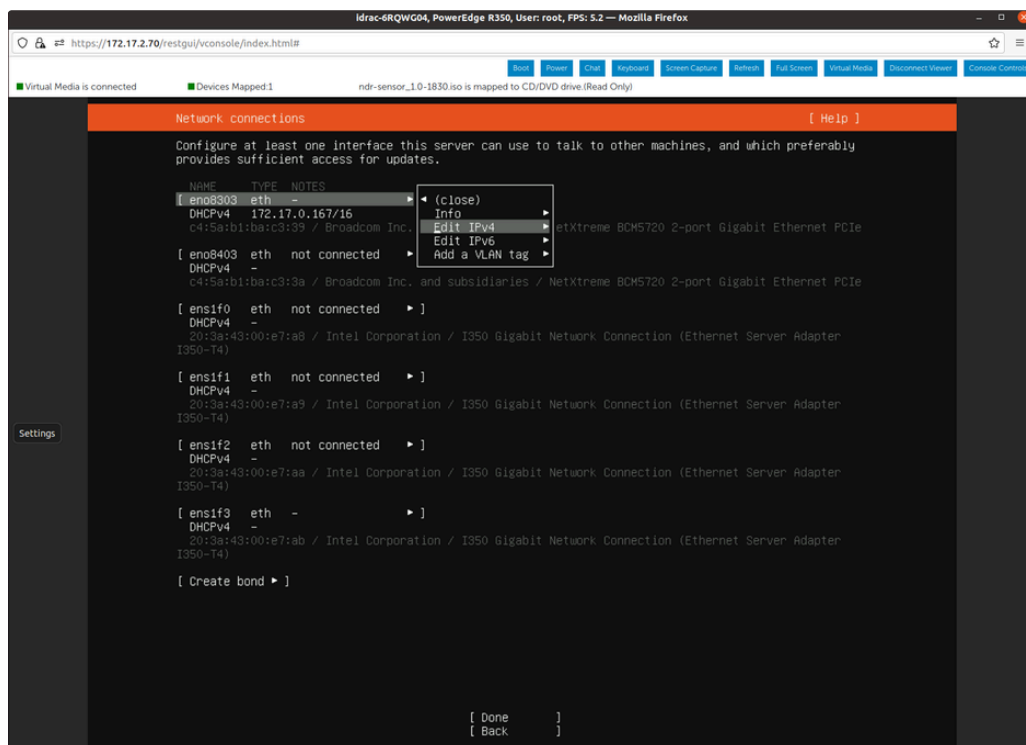 idrac-6RQWG04, PowerEdge R350, User: root, FPS: 5.2 — Mozilla Firefox
https://172.17.2.70/restgui/vconsole/index.html#
Boot Power Chat Keyboard Screen Capture Refresh Full Screen Virtual Media Disconnect Viewer Console Controls
Virtual Media is connected Devices Mapped:1 ndr-sensor_1.0-1830.iso is mapped to CD/DVD drive.(Read Only)
Network connections [ Help ]
Configure at least one interface this server can use to talk to other machines, and which preferably
provides sufficient access for updates.
NAME TYPE NOTES
[ eno8303 eth - ▸ ◂ (close)
DHCPv4 172.17.0.167/16 Info ▸
c4:5a:b1:ba:c3:39 / Broadcom Inc. Edit IPv4 ▸ etXtreme BCM5720 2-port Gigabit Ethernet PCIe
Edit IPv6 ▸
[ eno8403 eth not connected ▸ Add a VLAN tag ▸
DHCPv4 -
c4:5a:b1:ba:c3:3a / Broadcom Inc. and subsidiaries / NetXtreme BCM5720 2-port Gigabit Ethernet PCIe
[ ens1f0 eth not connected ▸ ]
DHCPv4 -
20:3a:43:00:e7:a8 / Intel Corporation / I350 Gigabit Network Connection (Ethernet Server Adapter
I350-T4)
[ ens1f1 eth not connected ▸ ]
DHCPv4 -
20:3a:43:00:e7:a9 / Intel Corporation / I350 Gigabit Network Connection (Ethernet Server Adapter
I350-T4)
Settings
[ ens1f2 eth not connected ▸ ]
DHCPv4 -
20:3a:43:00:e7:aa / Intel Corporation / I350 Gigabit Network Connection (Ethernet Server Adapter
I350-T4)
[ ens1f3 eth - ▸ ]
DHCPv4 -
20:3a:43:00:e7:ab / Intel Corporation / I350 Gigabit Network Connection (Ethernet Server Adapter
I350-T4)
[ Create bond ▸ ]
[ Done ]
[ Back ]